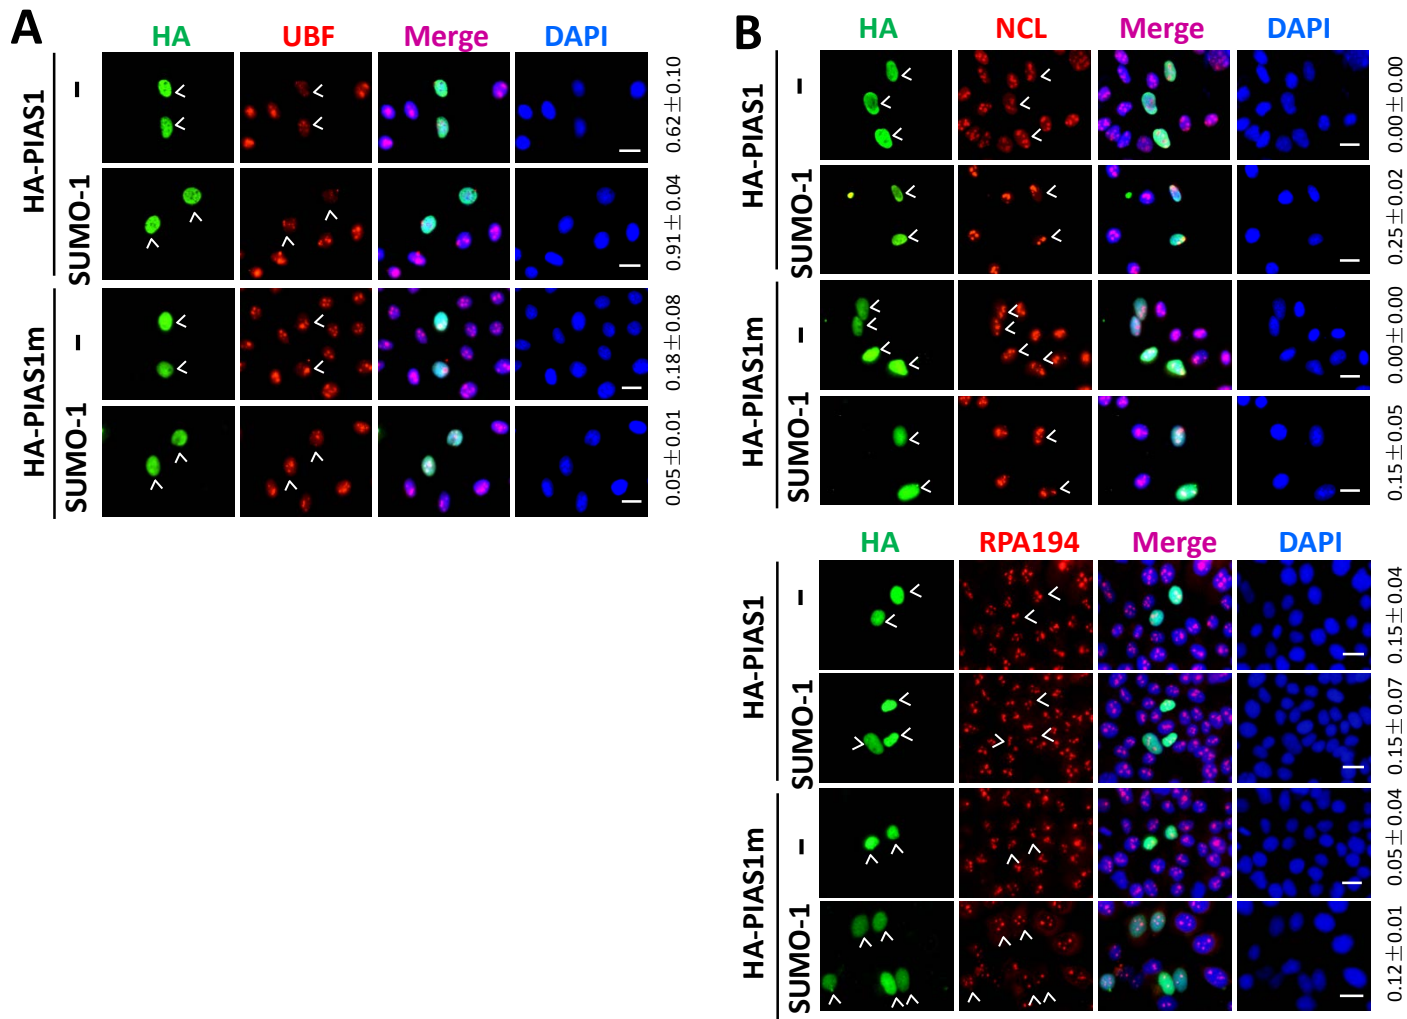 A
HA UBF Merge DAPI
HA-PIAS1
–
0.62±0.10
SUMO-1
0.91±0.04
HA-PIAS1m
–
0.18±0.08
SUMO-1
0.05±0.01
B
HA NCL Merge DAPI
HA-PIAS1
–
0.00±0.00
SUMO-1
0.25±0.02
HA-PIAS1m
–
0.00±0.00
SUMO-1
0.15±0.05
HA RPA194 Merge DAPI
HA-PIAS1
–
0.15±0.04
SUMO-1
0.15±0.07
HA-PIAS1m
–
0.05±0.04
SUMO-1
0.12±0.01